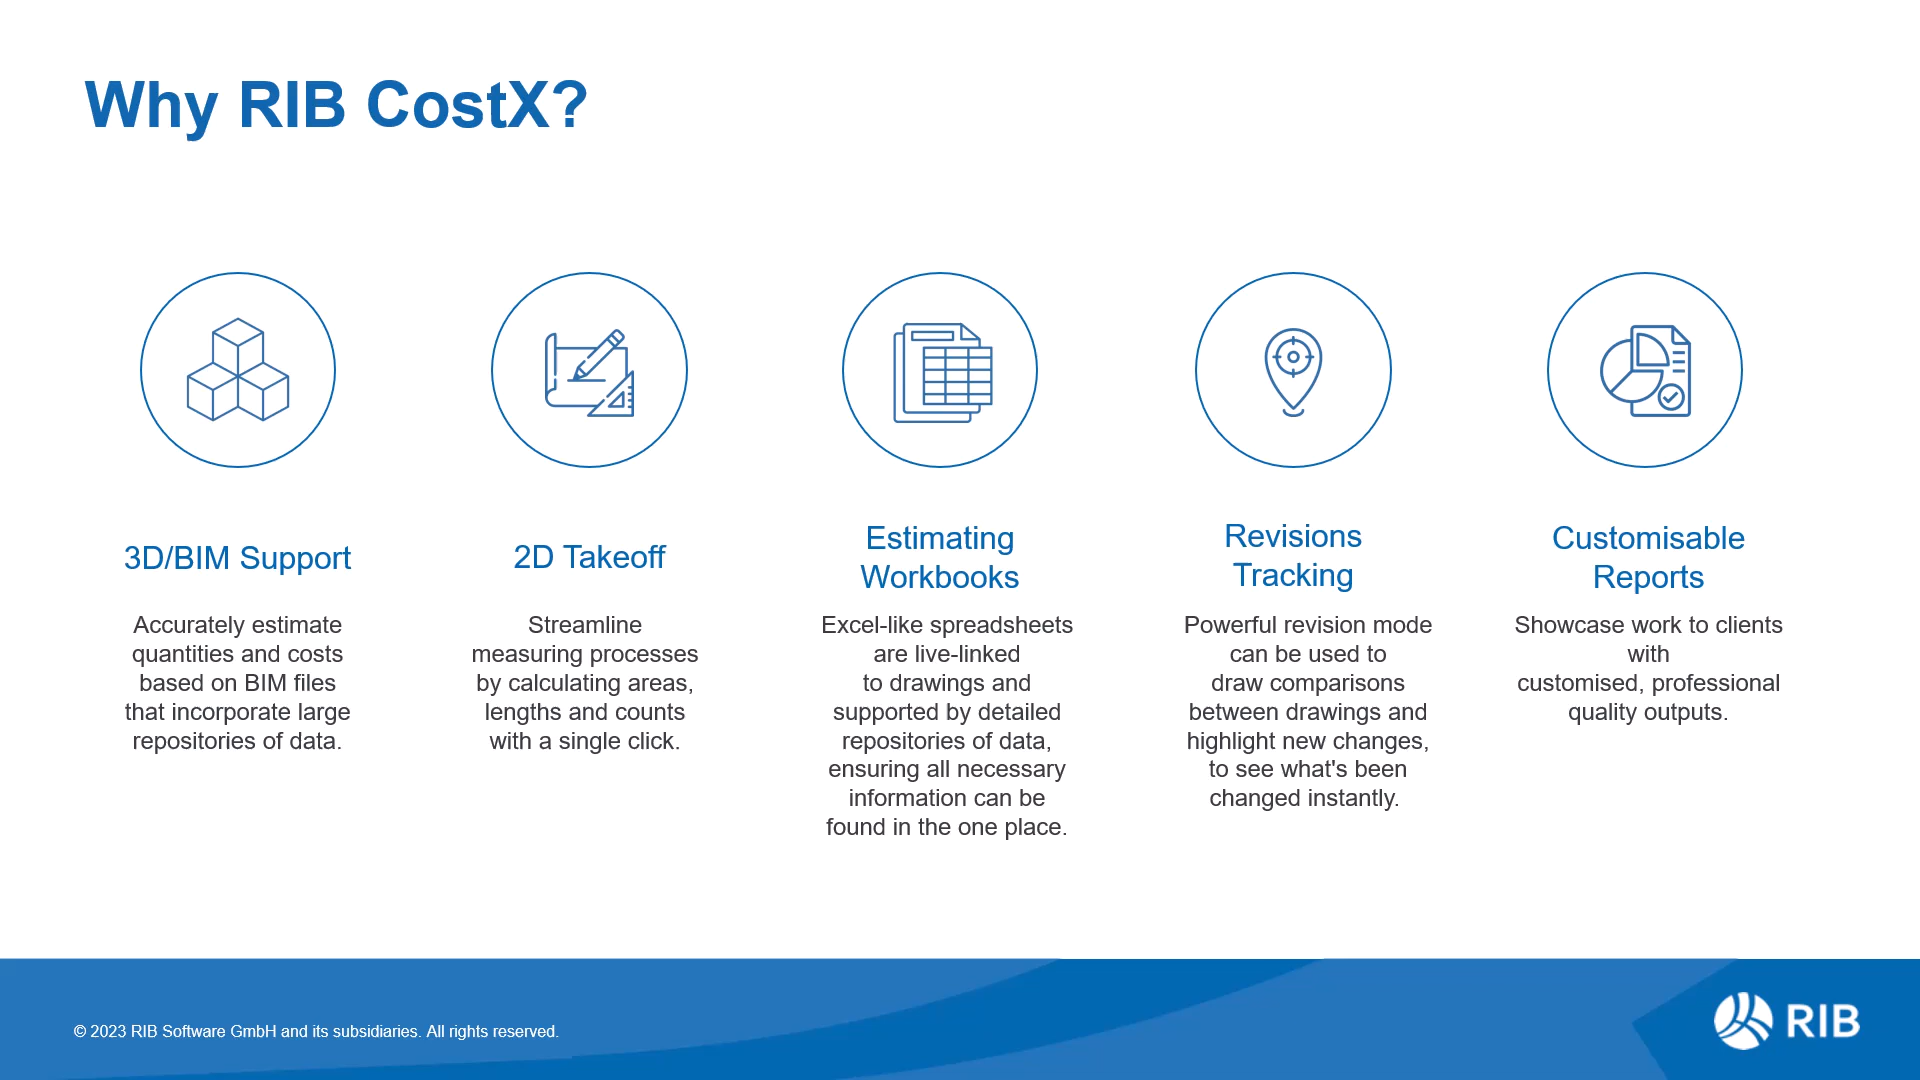 Why RIB CostX?
3D/BIM Support
Accurately estimate
quantities and costs
based on BIM files
that incorporate large
repositories of data.
2D Takeoff
Streamline
measuring processes
by calculating areas,
lengths and counts
with a single click.
Estimating
Workbooks
Excel-like spreadsheets
are live-linked
to drawings and
supported by detailed
repositories of data,
ensuring all necessary
information can be
found in the one place.
Revisions
Tracking
Powerful revision mode
can be used to
draw comparisons
between drawings and
highlight new changes,
to see what's been
changed instantly.
Customisable
Reports
Showcase work to clients
with
customised, professional
quality outputs.
© 2023 RIB Software GmbH and its subsidiaries. All rights reserved.
RIB